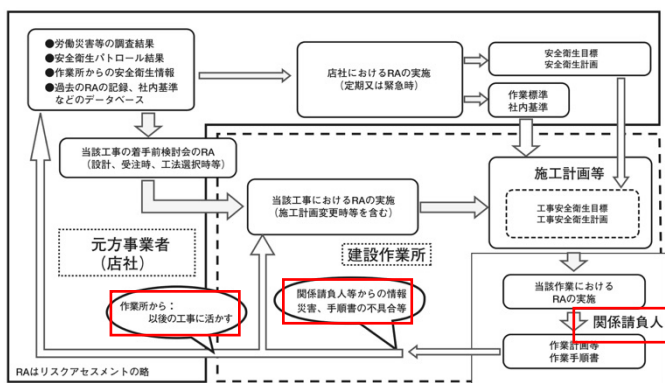 ●労働災害等の調査結果
●安全衛生パトロール結果
●作業所からの安全衛生情報
●過去のRAの記録、社内基準
などのデータベース
店社におけるRAの実施
(定期又は緊急時)
安全衛生目標
安全衛生計画
作業標準
社内基準
当該工事の着手前検討会のRA
(設計、受注時、工法選択時等)
当該工事におけるRAの実施
(施工計画変更時等を含む)
施工計画等
工事安全衛生目標
工事安全衛生計画
元方事業者
(店社)
建設作業所
作業所から:
以後の工事に活かす
関係請負人等からの情報
災害、手順書の不具合等
当該作業における
RAの実施
関係請負人
作業計画等
作業手順書
RAはリスクアセスメントの略